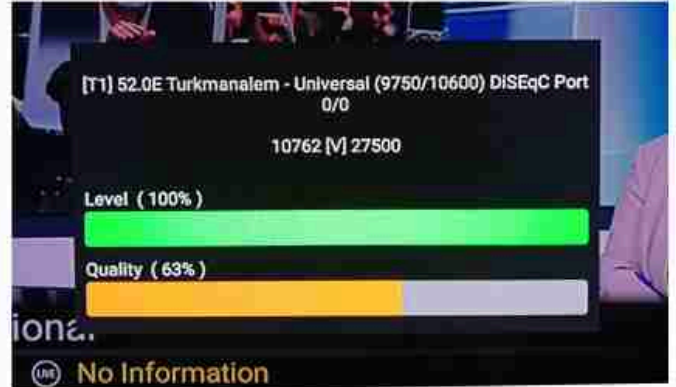 [T1] 52.0E Turkmanalem - Universal (9750/10600) DiSEqC Port
0/0
10762 [V] 27500
Level ( 100% )
Quality ( 63% )
iona
LIVE No Information